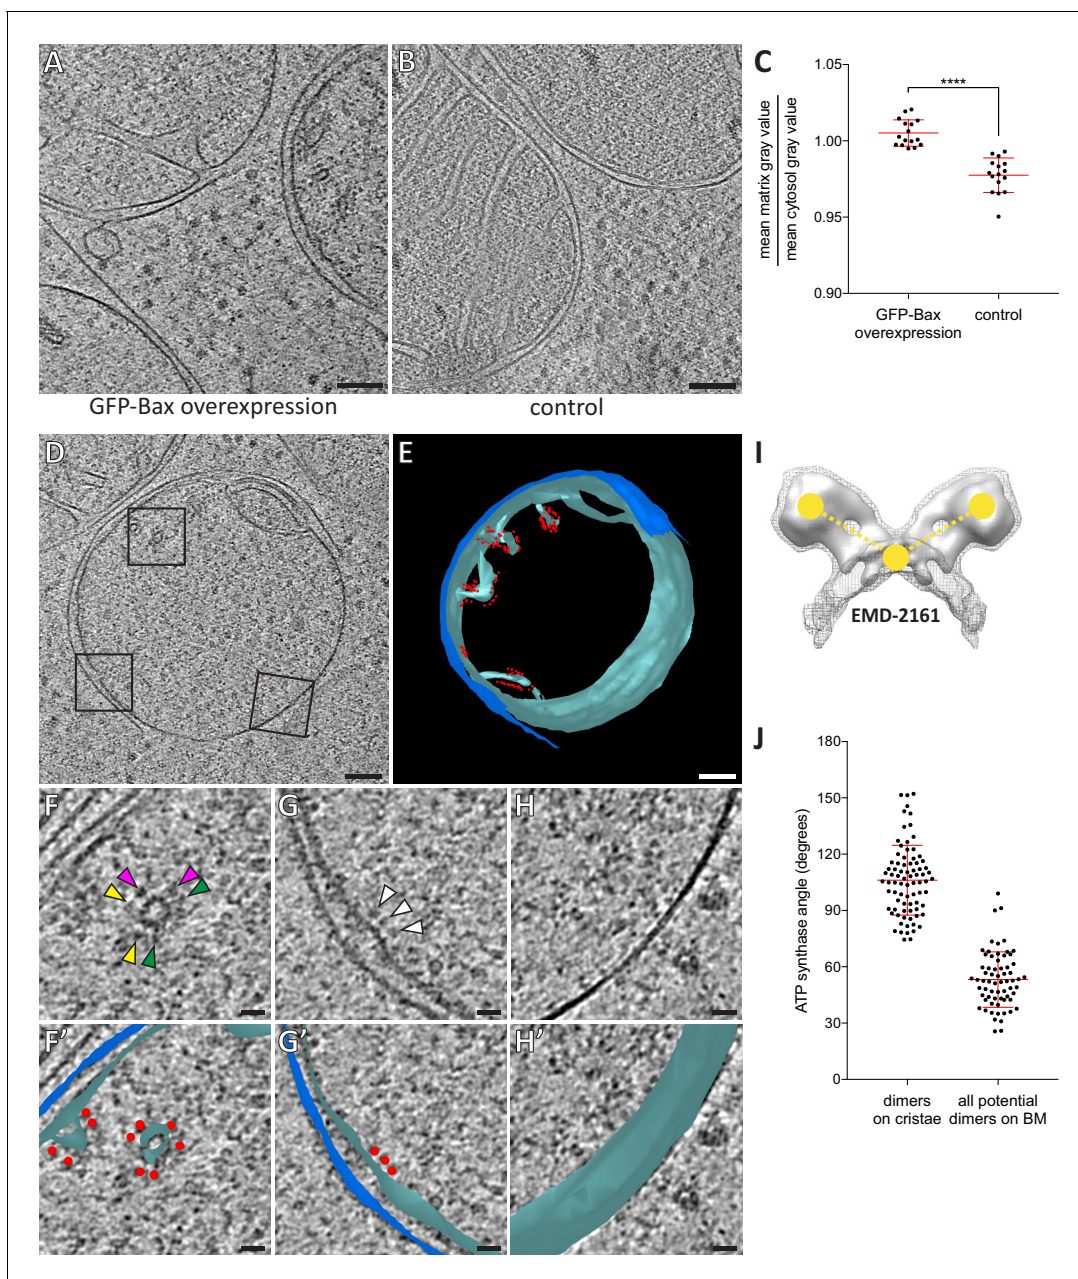 A
B
GFP-Bax overexpression
control
C
mean matrix gray value
mean cytosol gray value
1.05
1.00
0.95
0.90
****
GFP-Bax
overexpression
control
D
E
I
EMD-2161
F
G
H
F'
G'
H'
J
ATP synthase angle (degrees)
180
150
120
90
60
30
0
dimers
on cristae
all potential
dimers on BM